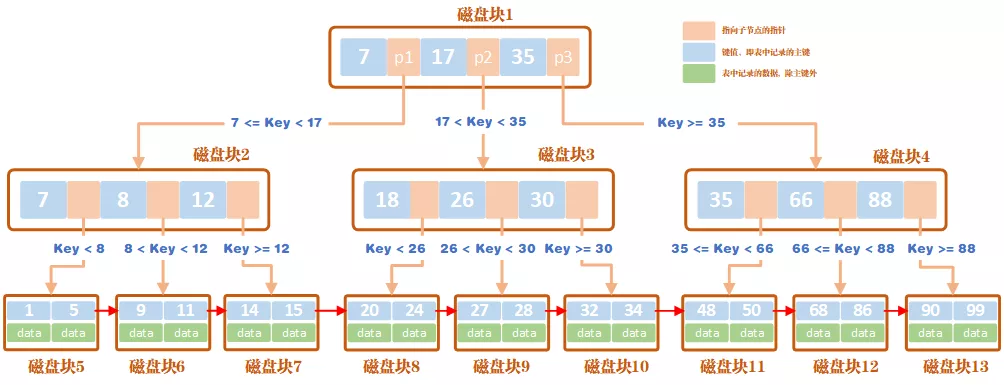 磁盘块1
7 p1 17 p2 35 p3
指向子节点的指针
键值、即表中记录的主键
表中记录的数据, 除主键外
7 <= Key < 17
17 < Key < 35
Key >= 35
磁盘块2
磁盘块3
磁盘块4
7 8 12
18 26 30
35 66 88
Key < 8
8 < Key < 12
Key >= 12
Key < 26
26 < Key < 30
Key >= 30
35 <= Key < 66
66 <= Key < 88
Key >= 88
1 5
9 11
14 15
20 24
27 28
32 34
48 50
68 86
90 99
data data
data data
data data
data data
data data
data data
data data
data data
data data
磁盘块5
磁盘块6
磁盘块7
磁盘块8
磁盘块9
磁盘块10
磁盘块11
磁盘块12
磁盘块13